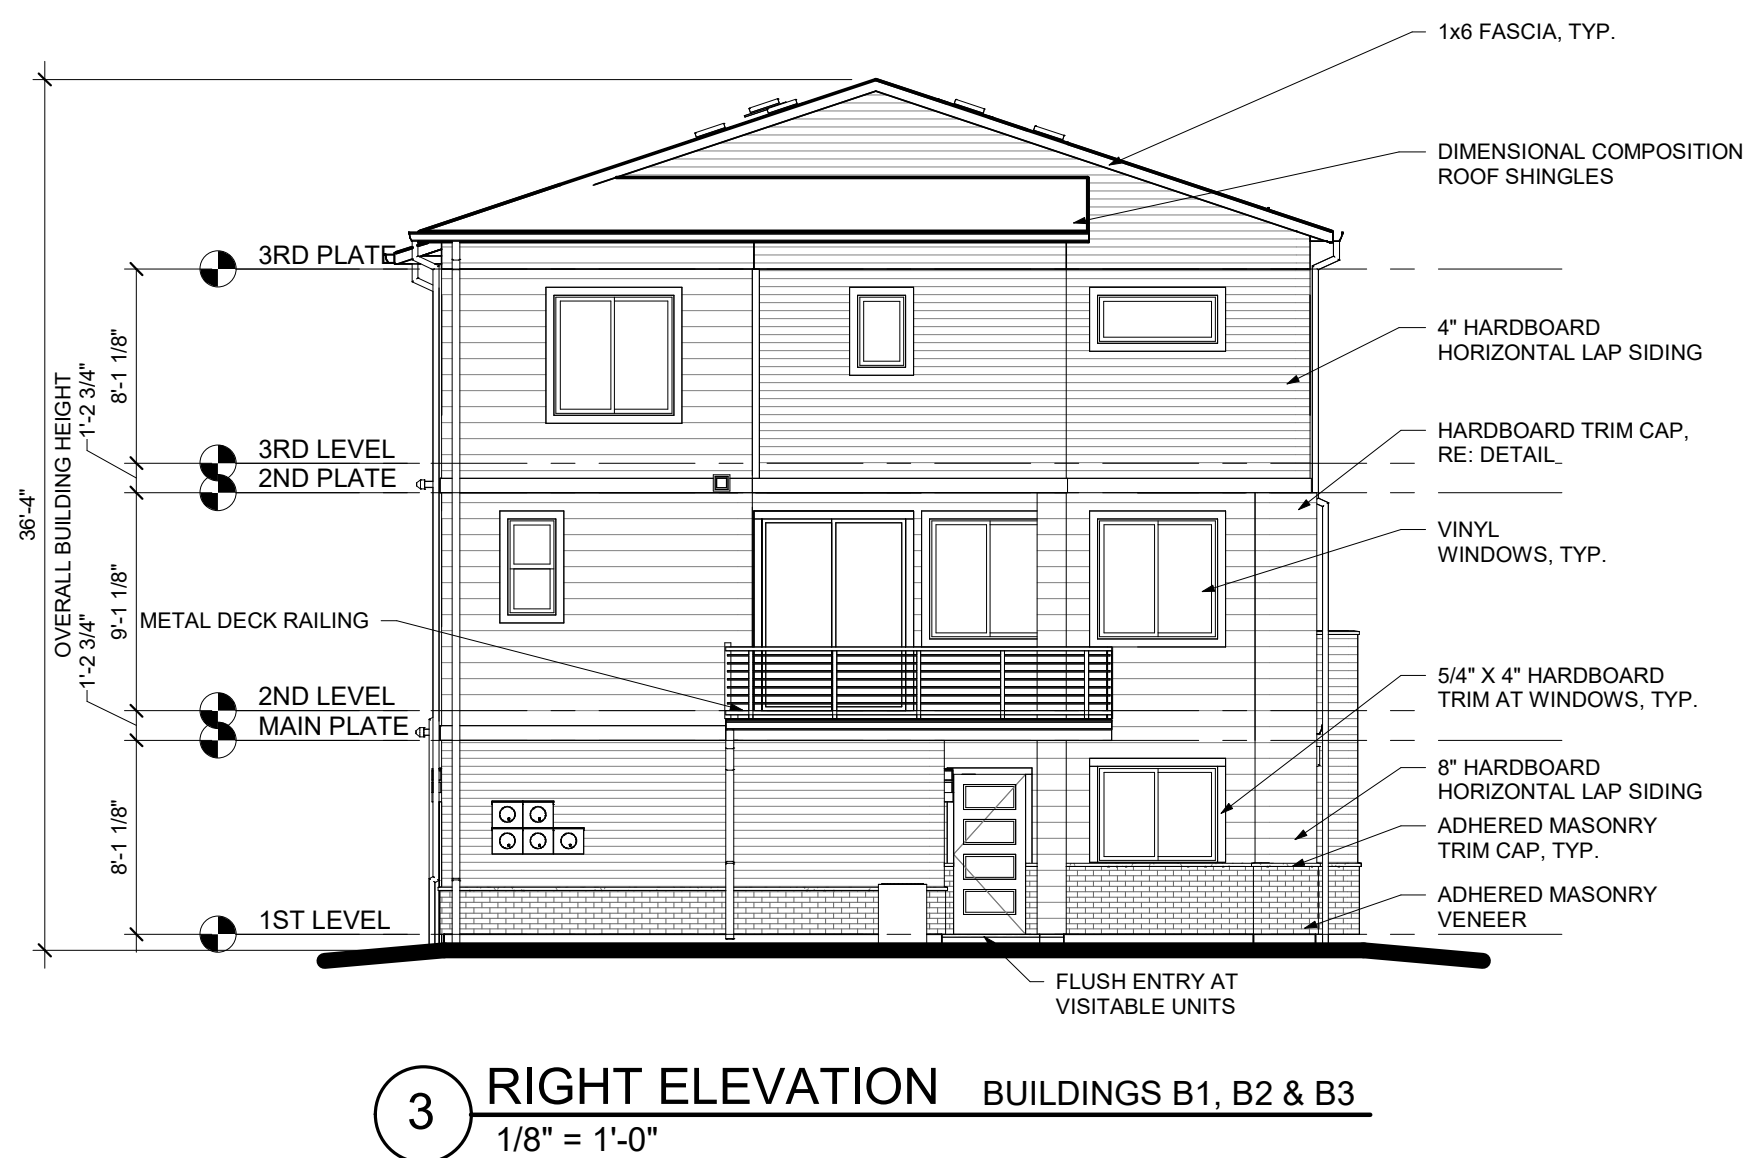 1x6 FASCIA, TYP.
DIMENSIONAL COMPOSITION
ROOF SHINGLES
3RD PLATE
4" HARDBOARD
HORIZONTAL LAP SIDING
8'-1 1/8"
1'-2 3/4"
HARDBOARD TRIM CAP,
RE: DETAIL
3RD LEVEL
2ND PLATE
36'-4"
OVERALL BUILDING HEIGHT
VINYL
WINDOWS, TYP.
9'-1 1/8"
METAL DECK RAILING
1'-2 3/4"
5/4" X 4" HARDBOARD
TRIM AT WINDOWS, TYP.
2ND LEVEL
MAIN PLATE
8" HARDBOARD
HORIZONTAL LAP SIDING
8'-1 1/8"
ADHERED MASONRY
TRIM CAP, TYP.
ADHERED MASONRY
VENEER
1ST LEVEL
FLUSH ENTRY AT
VISITABLE UNITS
3 RIGHT ELEVATION BUILDINGS B1, B2 & B3
1/8" = 1'-0"